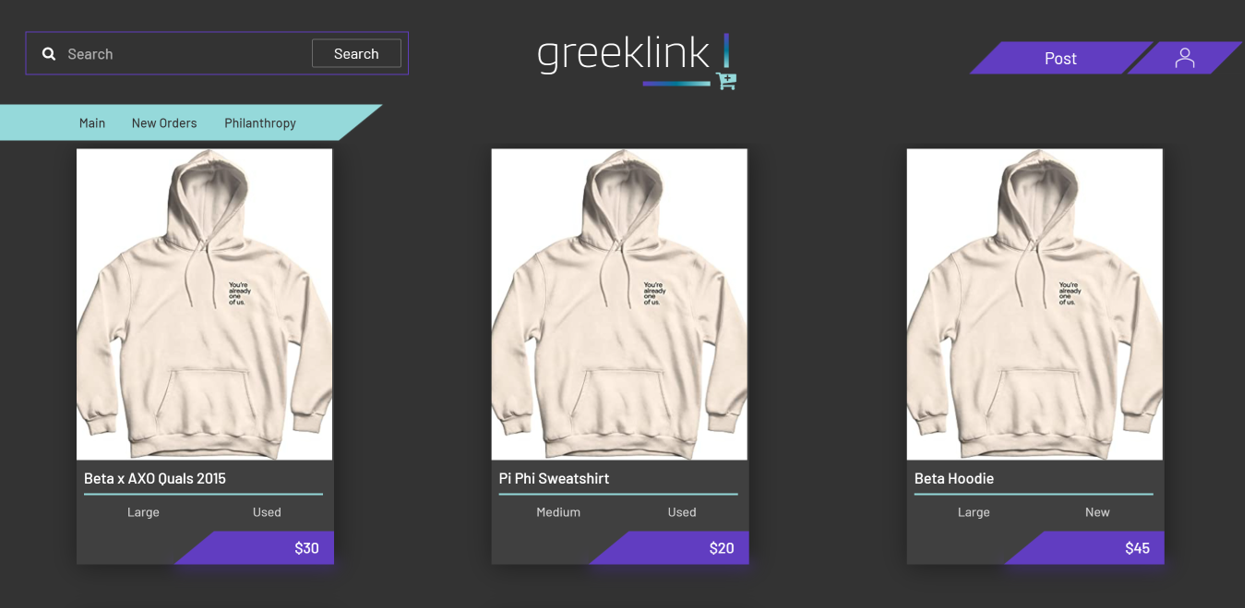 Search
Search
greeklink
Post
Main
New Orders
Philanthropy
You're
already
one
of us.
You're
already
one
of us.
You're
already
one
of us.
Beta x AXO Quals 2015
Large
Used
$30
Pi Phi Sweatshirt
Medium
Used
$20
Beta Hoodie
Large
New
$45